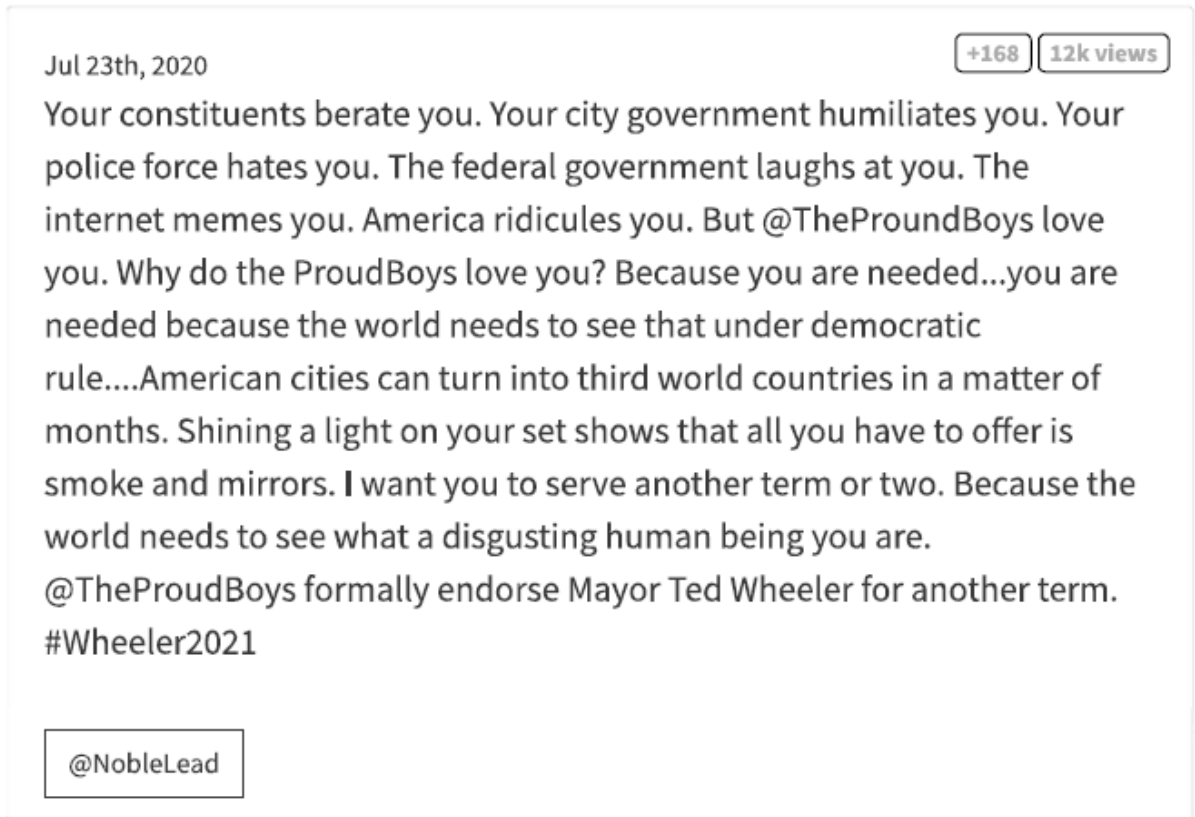 Jul 23th, 2020
+168
12k views
Your constituents berate you. Your city government humiliates you. Your
police force hates you. The federal government laughs at you. The
internet memes you. America ridicules you. But @TheProundBoys love
you. Why do the ProudBoys love you? Because you are needed...you are
needed because the world needs to see that under democratic
rule....American cities can turn into third world countries in a matter of
months. Shining a light on your set shows that all you have to offer is
smoke and mirrors. I want you to serve another term or two. Because the
world needs to see what a disgusting human being you are.
@TheProudBoys formally endorse Mayor Ted Wheeler for another term.
#Wheeler2021
@NobleLead